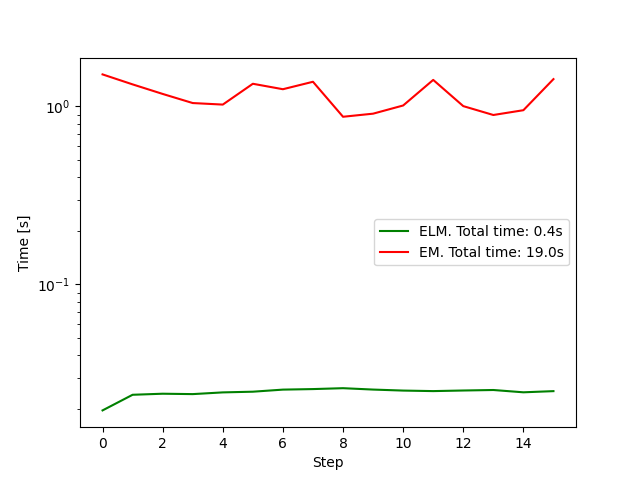 10⁰
10⁻¹
Time [s]
ELM. Total time: 0.4s
EM. Total time: 19.0s
0 2 4 6 8 10 12 14
Step